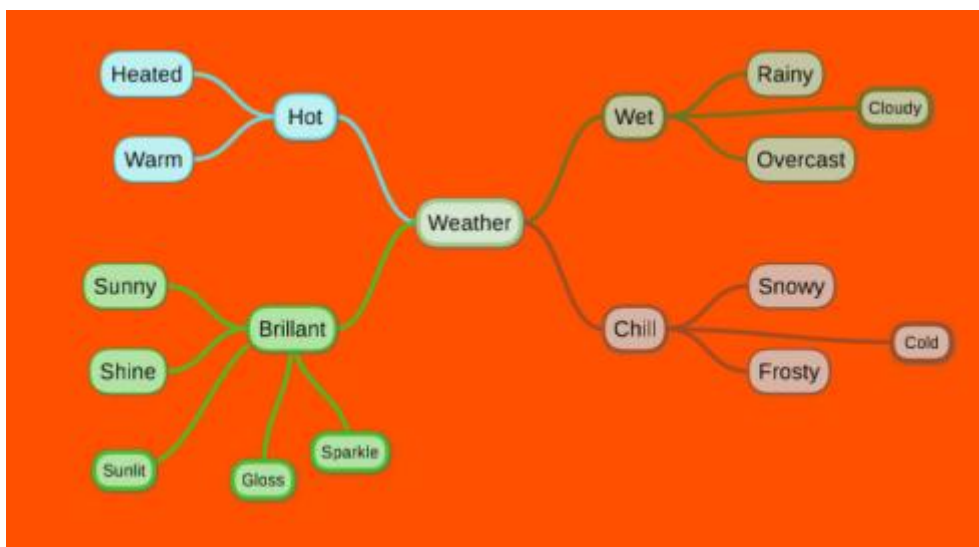 Heated
Hot
Warm
Weather
Wet
Rainy
Cloudy
Overcast
Sunny
Brillant
Shine
Sunlit
Gloss
Sparkle
Chill
Snowy
Cold
Frosty